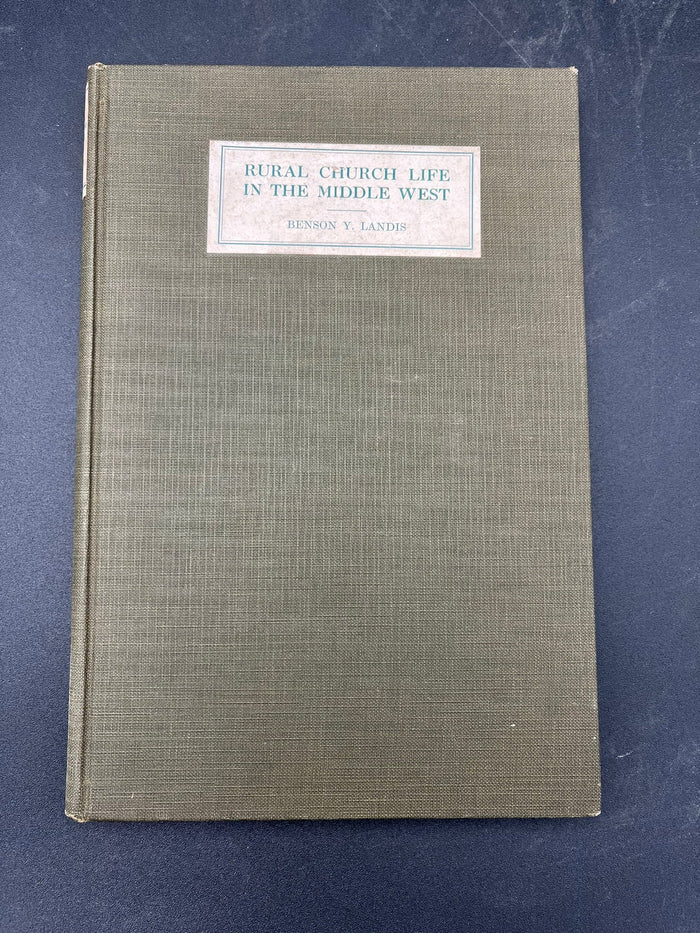 RURAL CHURCH LIFE
IN THE MIDDLE WEST
BENSON Y. LANDIS